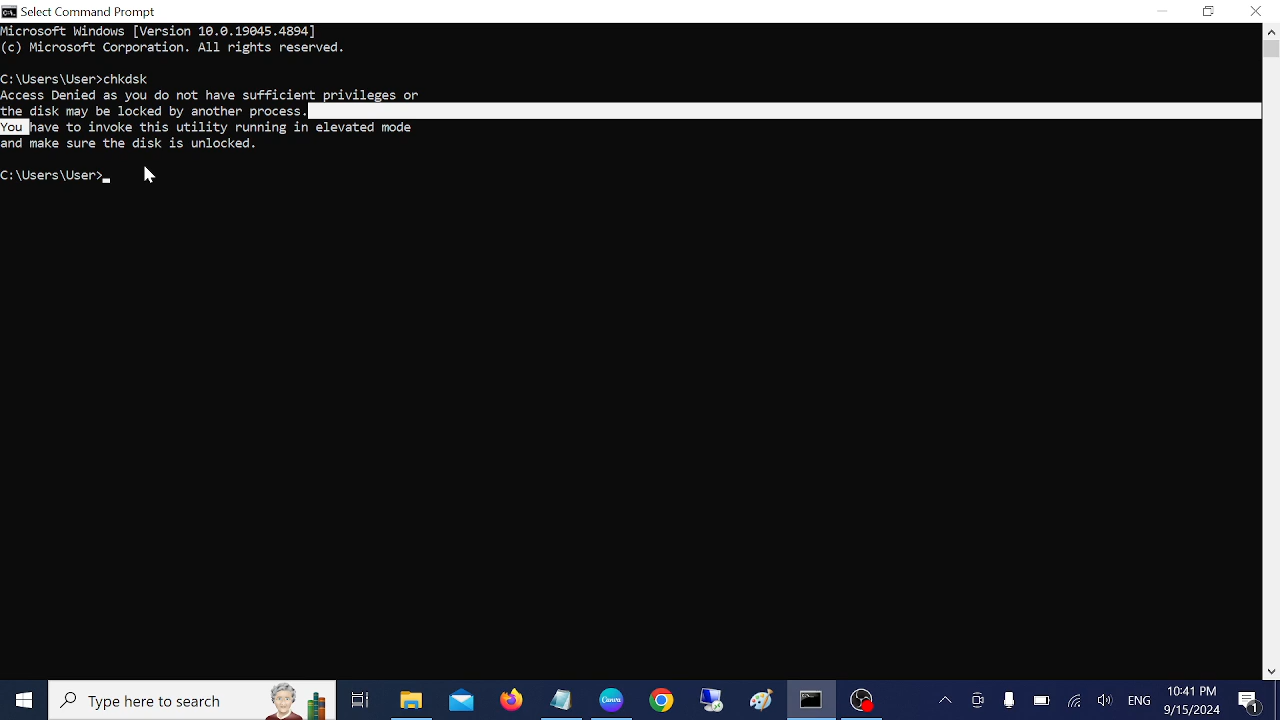 Select Command Prompt
Microsoft Windows [Version 10.0.19045.4894]
(c) Microsoft Corporation. All rights reserved.
C:\Users\User>chkdsk
Access Denied as you do not have sufficient privileges or
the disk may be locked by another process.
You have to invoke this utility running in elevated mode
and make sure the disk is unlocked.
C:\Users\User>
Type here to search
Canva
ENG
10:41 PM
9/15/2024
1